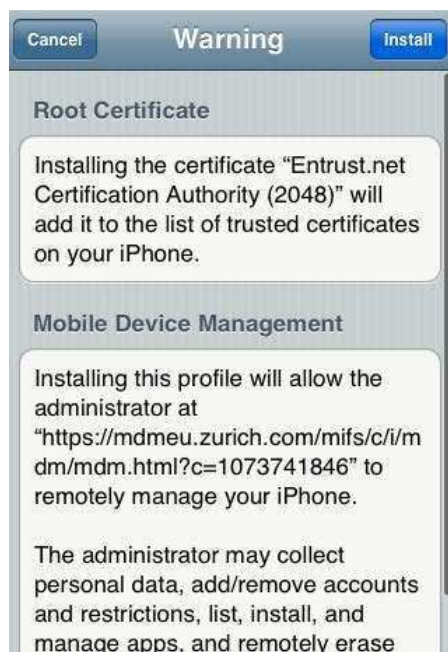 Cancel
Warning
Install
Root Certificate
Installing the certificate “Entrust.net
Certification Authority (2048)” will
add it to the list of trusted certificates
on your iPhone.
Mobile Device Management
Installing this profile will allow the
administrator at
“https://mdmeu.zurich.com/mifs/c/i/m
dm/mdm.html?c=1073741846” to
remotely manage your iPhone.
The administrator may collect
personal data, add/remove accounts
and restrictions, list, install, and
manage apps, and remotely erase